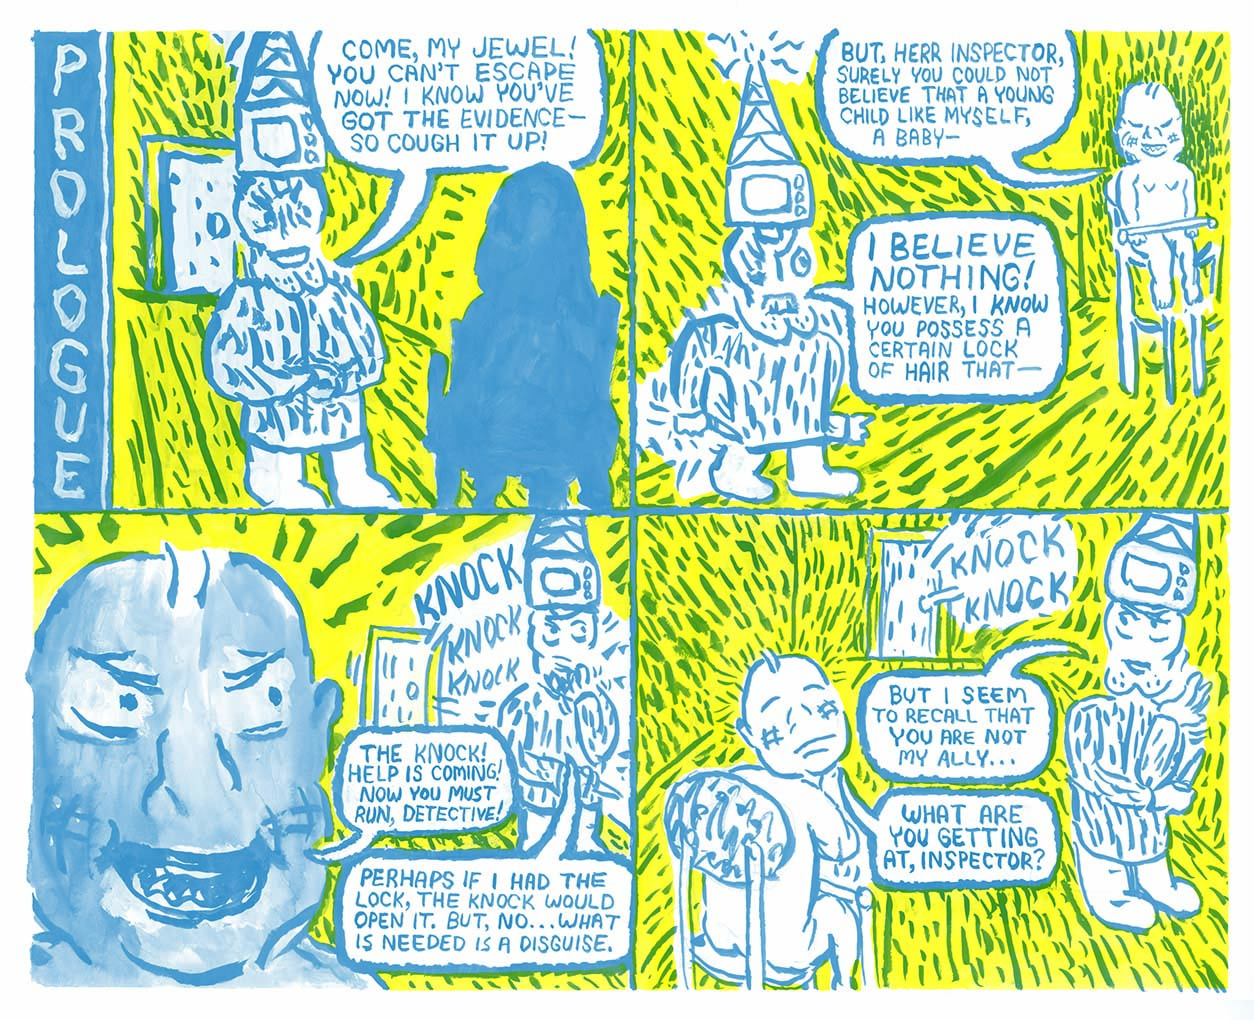 PROLOGUE
COME, MY JEWEL!
YOU CAN'T ESCAPE
NOW! I KNOW YOU'VE
GOT THE EVIDENCE—
SO COUGH IT UP!
BUT, HERR INSPECTOR,
SURELY YOU COULD NOT
BELIEVE THAT A YOUNG
CHILD LIKE MYSELF,
A BABY—
I BELIEVE
NOTHING!
HOWEVER, I KNOW
YOU POSSESS A
CERTAIN LOCK
OF HAIR THAT—
KNOCK
KNOCK
KNOCK
THE KNOCK!
HELP IS COMING!
NOW YOU MUST
RUN, DETECTIVE!
PERHAPS IF I HAD THE
LOCK, THE KNOCK WOULD
OPEN IT. BUT, NO...WHAT
IS NEEDED IS A DISGUISE.
KNOCK
KNOCK
BUT I SEEM
TO RECALL THAT
YOU ARE NOT
MY ALLY...
WHAT ARE
YOU GETTING
AT, INSPECTOR?